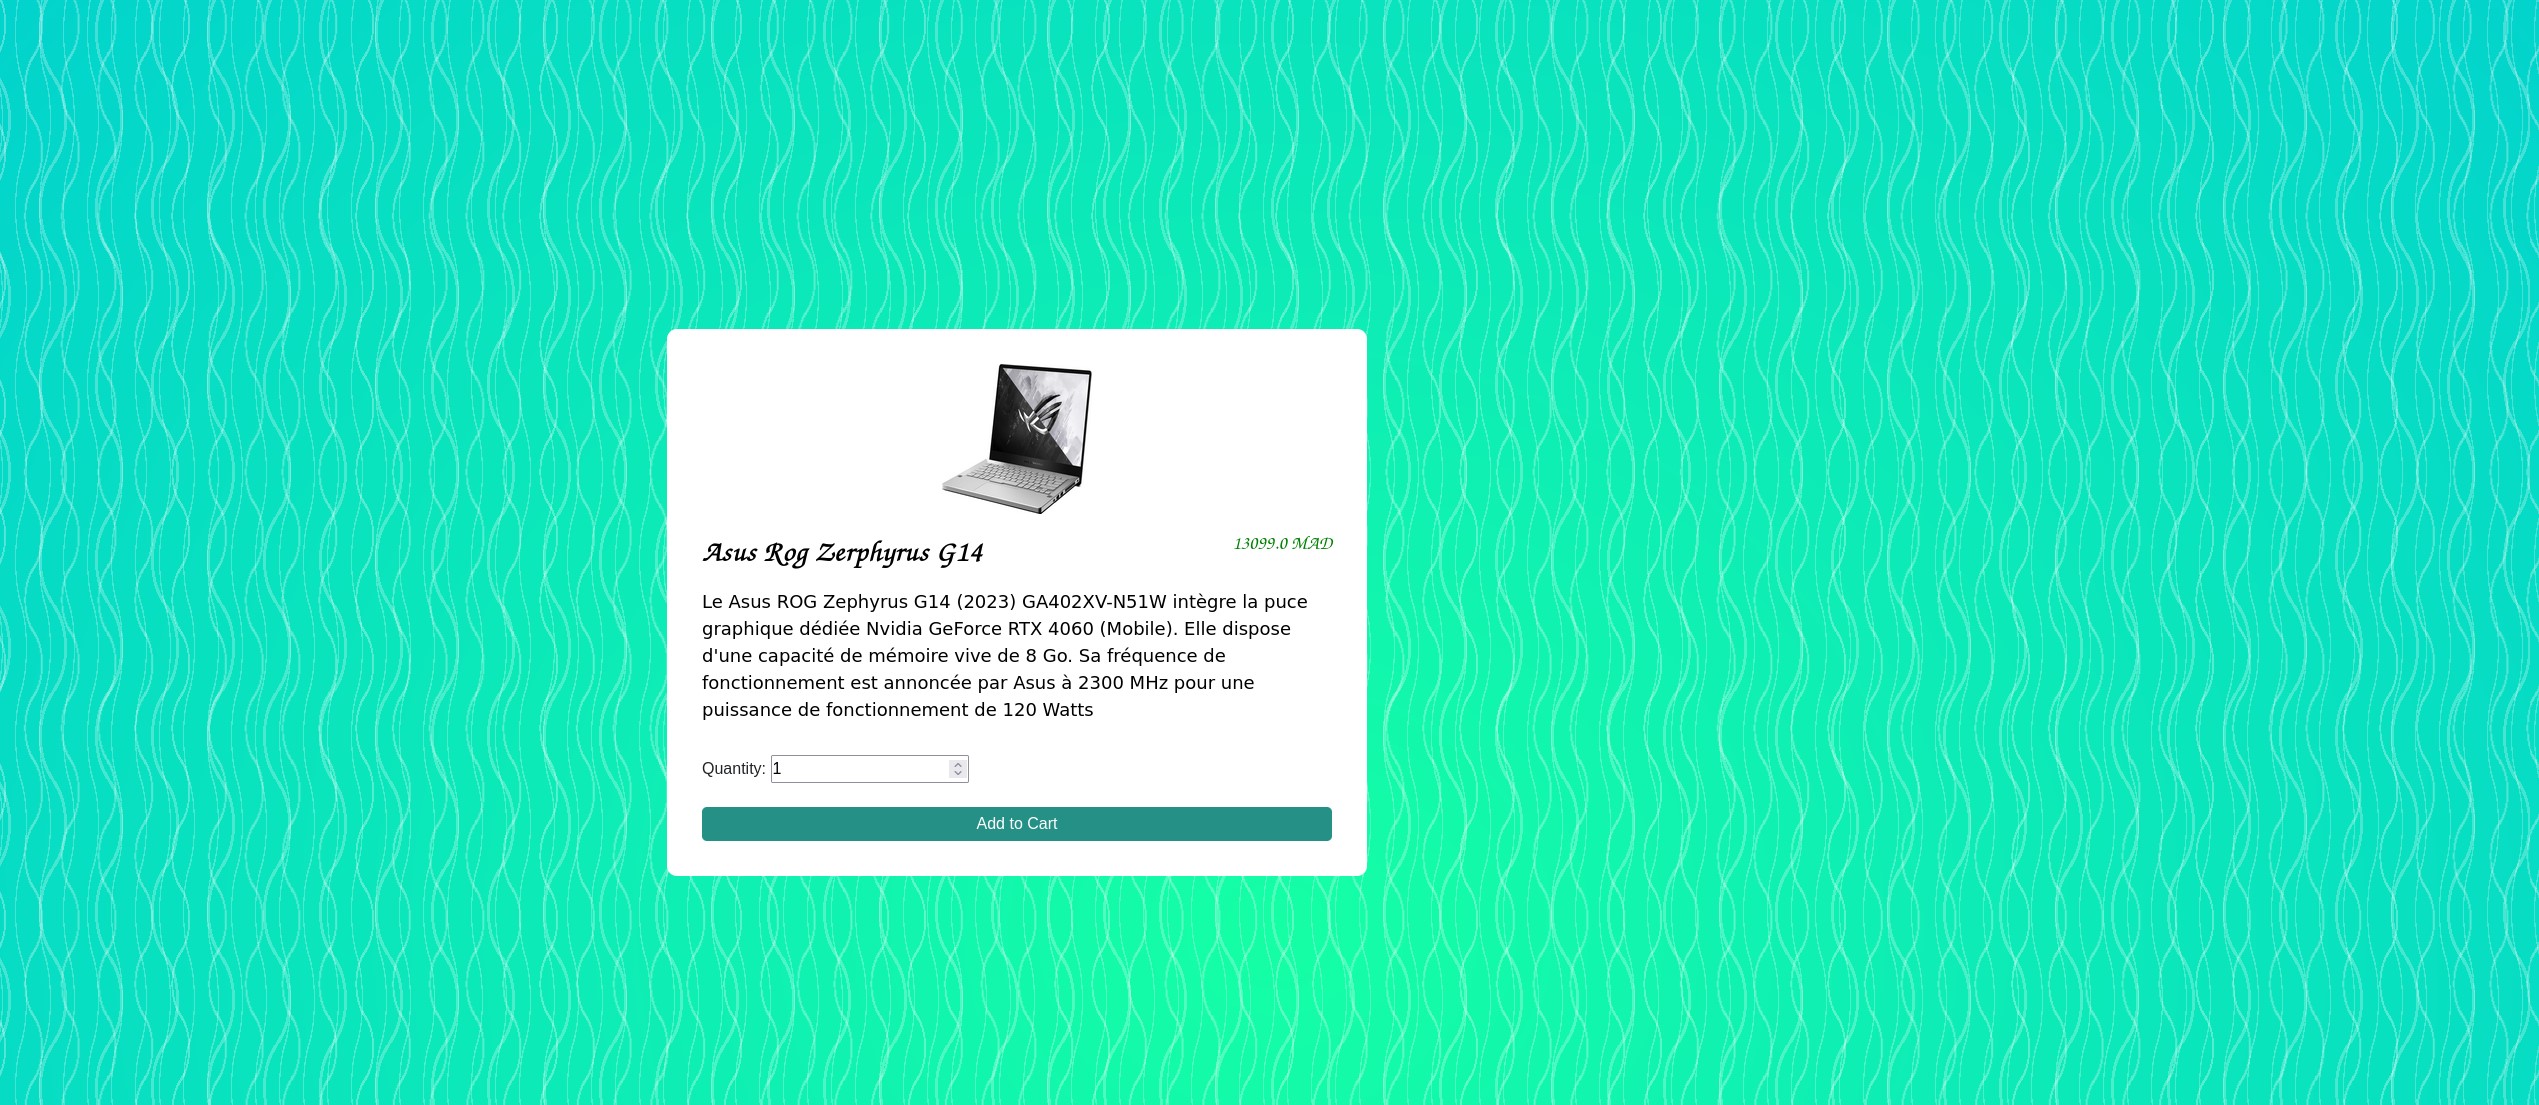 Asus Rog Zerphyrus G14
13099.0 MAD
Le Asus ROG Zephyrus G14 (2023) GA402XV-N51W intègre la puce
graphique dédiée Nvidia GeForce RTX 4060 (Mobile). Elle dispose
d'une capacité de mémoire vive de 8 Go. Sa fréquence de
fonctionnement est annoncée par Asus à 2300 MHz pour une
puissance de fonctionnement de 120 Watts
Quantity: 1
Add to Cart